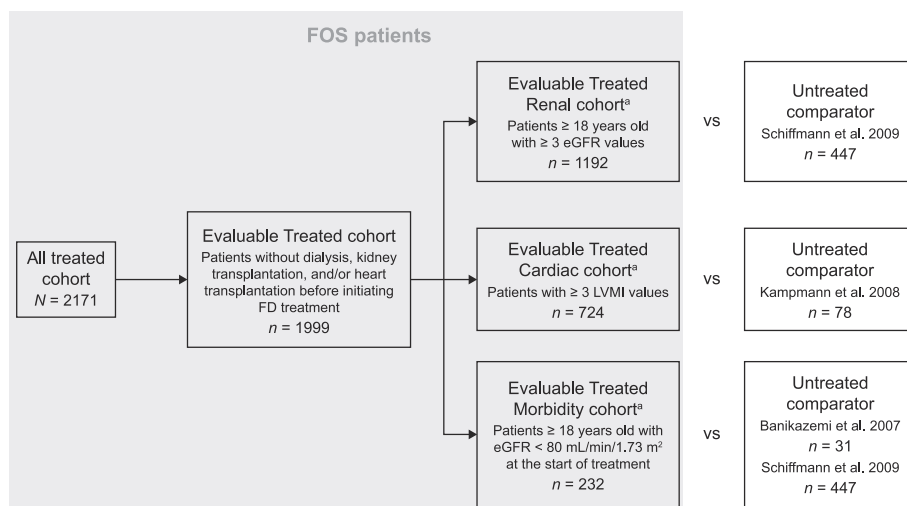 FOS patients
All treated
cohort
N = 2171
Evaluable Treated cohort
Patients without dialysis, kidney
transplantation, and/or heart
transplantation before initiating
FD treatment
n = 1999
Evaluable Treated
Renal cohortᵃ
Patients ≥ 18 years old
with ≥ 3 eGFR values
n = 1192
vs
Untreated
comparator
Schiffmann et al. 2009
n = 447
Evaluable Treated
Cardiac cohortᵃ
Patients with ≥ 3 LVMI values
n = 724
vs
Untreated
comparator
Kampmann et al. 2008
n = 78
Evaluable Treated
Morbidity cohortᵃ
Patients ≥ 18 years old with
eGFR < 80 mL/min/1.73 m²
at the start of treatment
n = 232
vs
Untreated
comparator
Banikazemi et al. 2007
n = 31
Schiffmann et al. 2009
n = 447